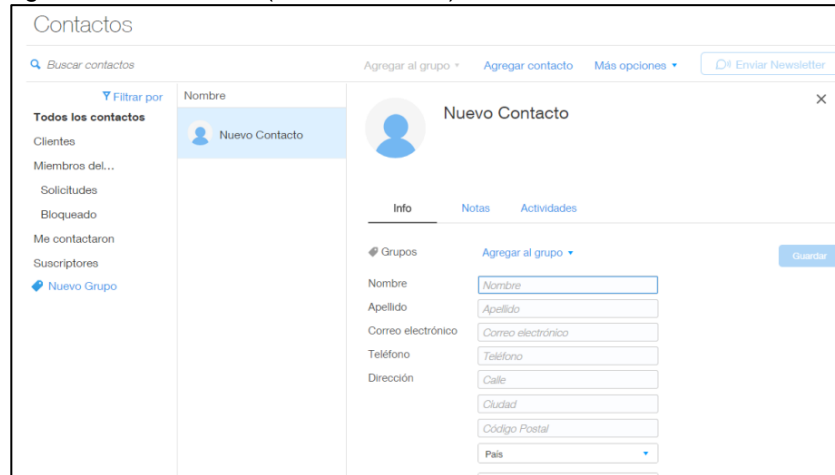 Contactos
Buscar contactos
Agregar al grupo
Agregar contacto
Más opciones
Enviar Newsletter
Filtrar por
Todos los contactos
Clientes
Miembros del...
Solicitudes
Bloqueado
Me contactaron
Suscriptores
Nuevo Grupo
Nombre
Nuevo Contacto
Nuevo Contacto
Info
Notas
Actividades
Grupos
Agregar al grupo
Guardar
Nombre
Nombre
Apellido
Apellido
Correo electrónico
Correo electrónico
Teléfono
Teléfono
Dirección
Calle
Ciudad
Código Postal
País